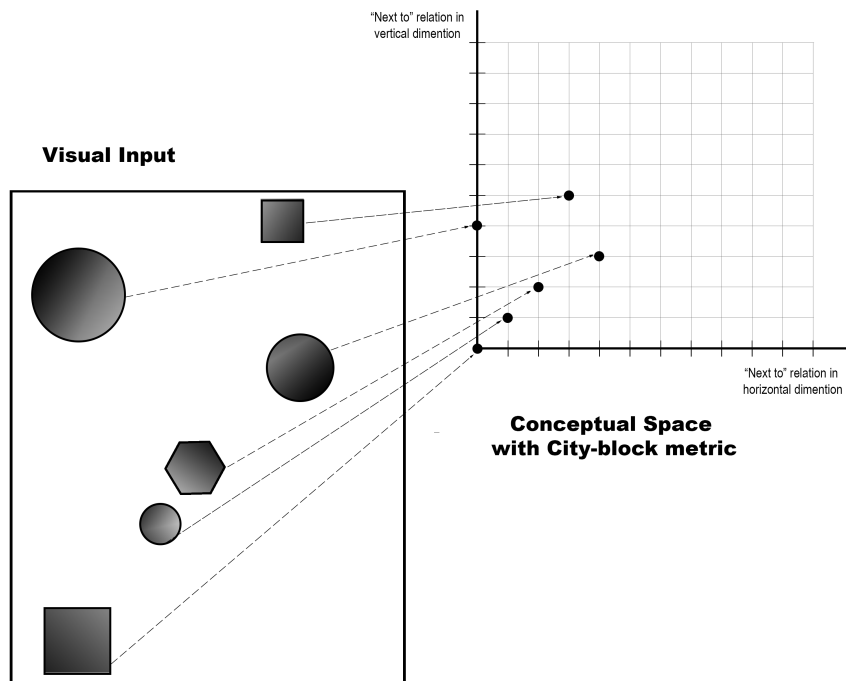 “Next to” relation in
vertical dimention
Visual Input
“Next to” relation in
horizontal dimention
Conceptual Space
with City-block metric